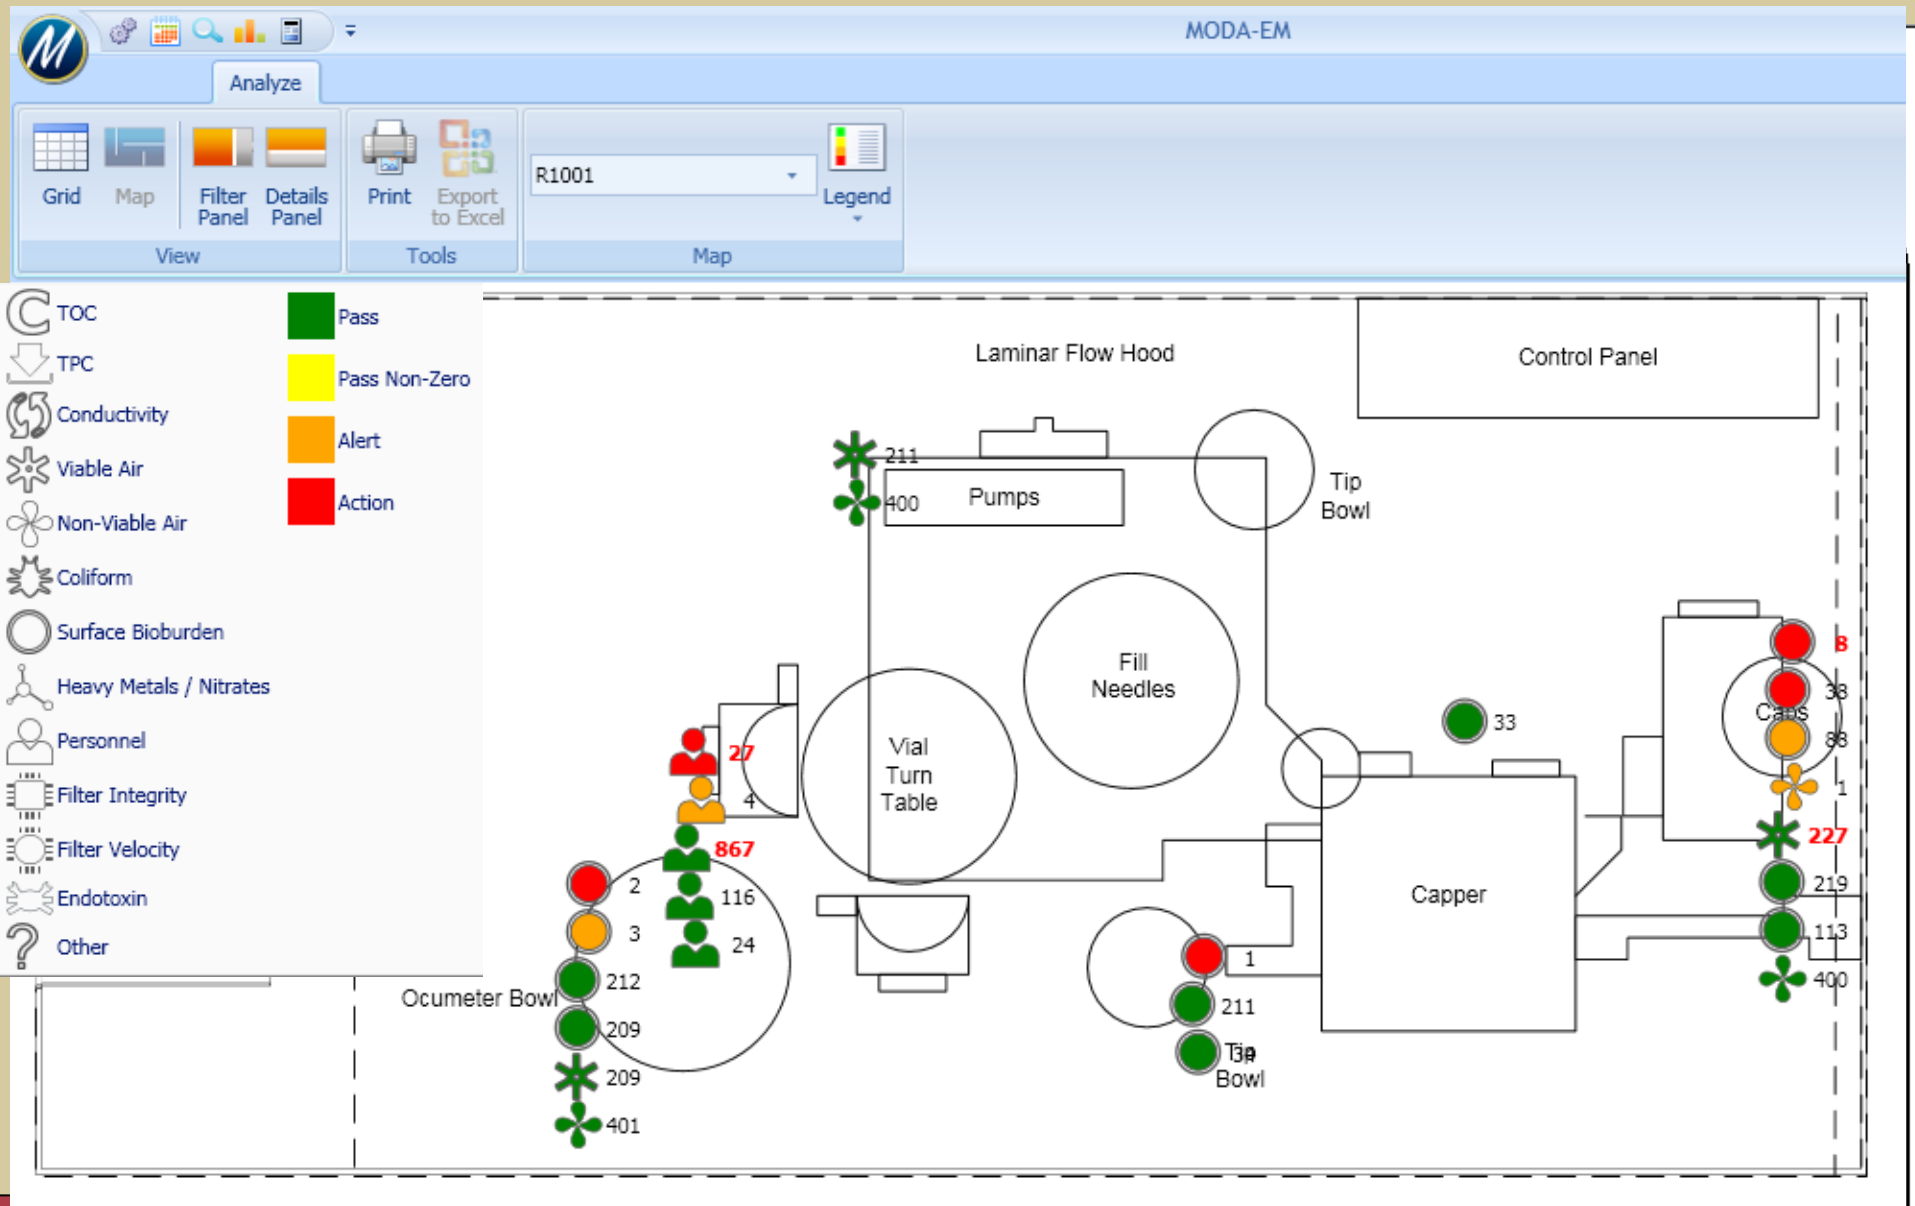 MODA-EM
Analyze
Grid
Map
Filter
Panel
Details
Panel
View
Print
Export
to Excel
Tools
R1001
Legend
Map
TOC
TPC
Conductivity
Viable Air
Non-Viable Air
Coliform
Surface Bioburden
Heavy Metals / Nitrates
Personnel
Filter Integrity
Filter Velocity
Endotoxin
Other
Pass
Pass Non-Zero
Alert
Action
Laminar Flow Hood
Control Panel
211
400
Pumps
Tip
Bowl
Fill
Needles
Vial
Turn
Table
27
4
867
116
24
2
3
212
209
209
401
Ocumeter Bowl
33
Capper
1
211
34
Tip
Bowl
8
38
Caps
88
1
227
219
113
400